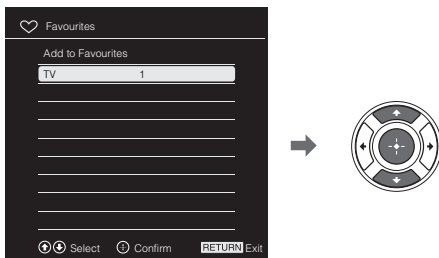 Favourites
Add to Favourites
TV 1
Select Confirm RETURN Exit